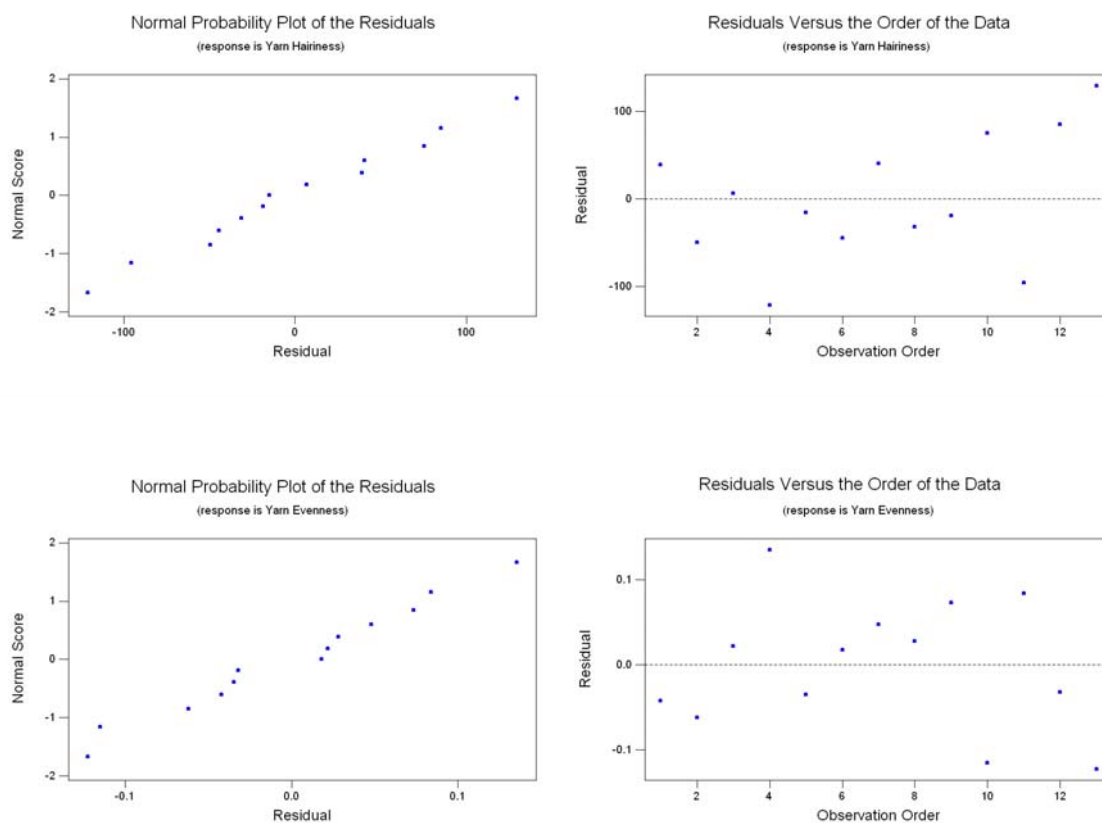 Normal Probability Plot of the Residuals
(response is Yarn Hairiness)
Normal Score
2
1
0
-1
-2
-100
0
100
Residual
Residuals Versus the Order of the Data
(response is Yarn Hairiness)
Residual
100
0
-100
2
4
6
8
10
12
Observation Order
Normal Probability Plot of the Residuals
(response is Yarn Evenness)
Normal Score
2
1
0
-1
-2
-0.1
0.0
0.1
Residual
Residuals Versus the Order of the Data
(response is Yarn Evenness)
Residual
0.1
0.0
-0.1
2
4
6
8
10
12
Observation Order